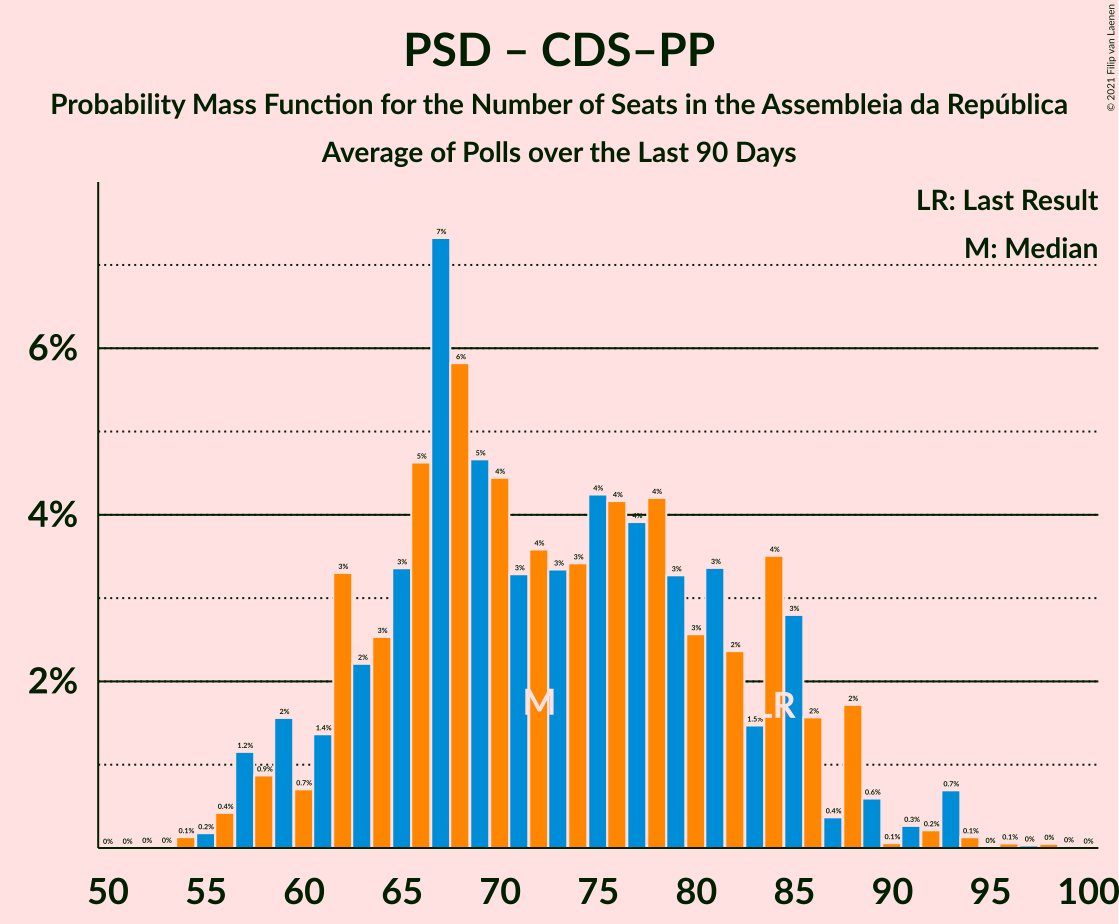 PSD – CDS–PP
Probability Mass Function for the Number of Seats in the Assembleia da República
Average of Polls over the Last 90 Days
© 2021 Filip van Laenen
LR: Last Result
M: Median
6%
4%
2%
0% 0% 0% 0% 0.1% 0.2% 0.4% 1.2% 0.9% 2% 0.7% 1.4% 3% 2% 3% 3% 5% 7% 6% 5% 4% 3% 4% 3% 3% 4% 4% 4% 4% 3% 3% 3% 2% 1.5% 4% 3% 2% 0.4% 2% 0.6% 0.1% 0.3% 0.2% 0.7% 0.1% 0% 0.1% 0% 0% 0% 0%
M LR
50 55 60 65 70 75 80 85 90 95 100